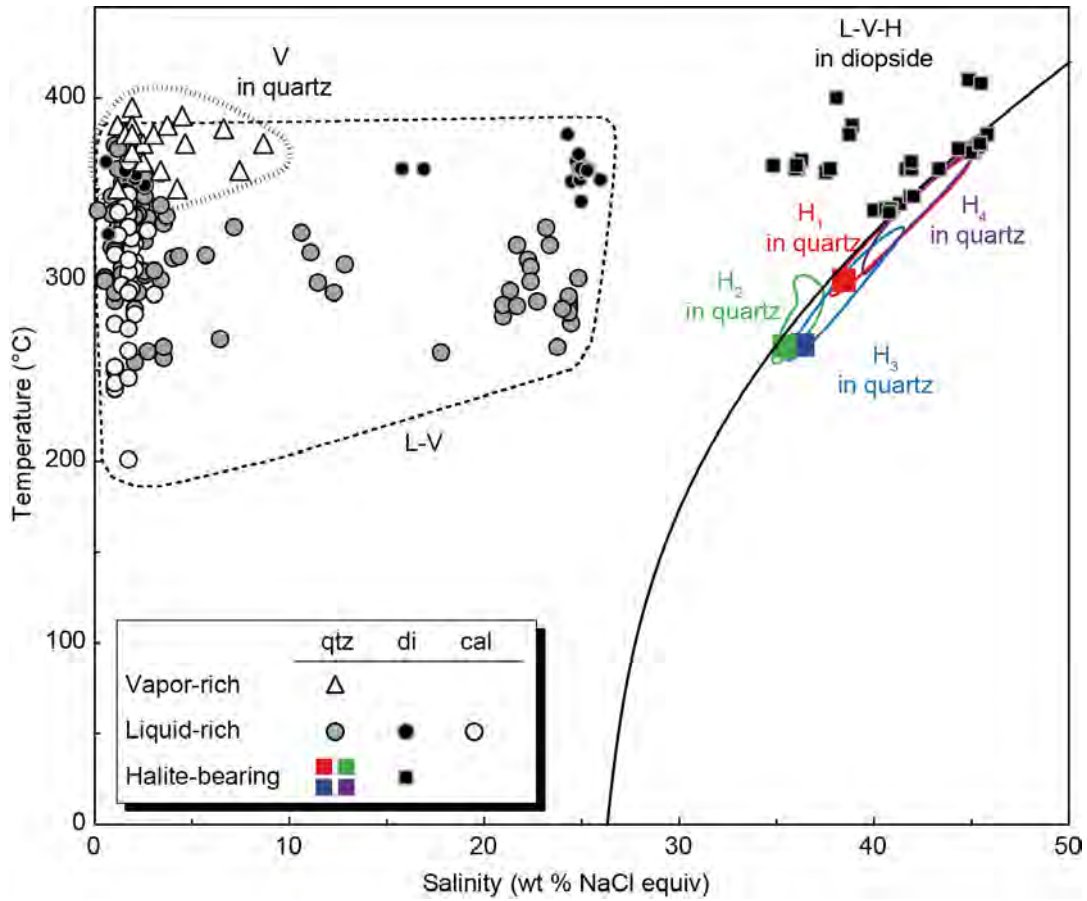 L-V-H
in diopside
V
in quartz
400
H1
in quartz
H4
in quartz
300
H2
in quartz
H3
in quartz
Temperature (°C)
L-V
200
100
qtz di cal
Vapor-rich
Liquid-rich
Halite-bearing
0
0 10 20 30 40 50
Salinity (wt % NaCl equiv)